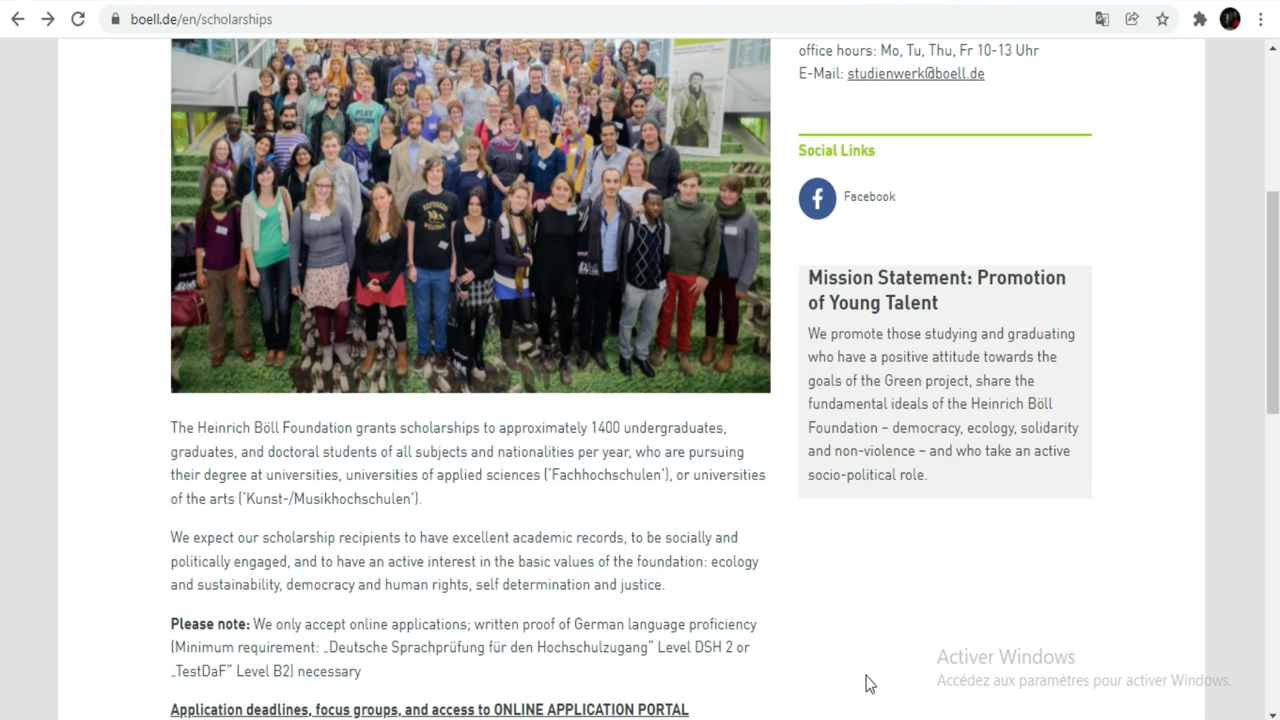 boell.de/en/scholarships
office hours: Mo, Tu, Thu, Fr 10-13 Uhr
E-Mail: studienwerk@boell.de
Social Links
Facebook
Mission Statement: Promotion
of Young Talent
We promote those studying and graduating
who have a positive attitude towards the
goals of the Green project, share the
fundamental ideals of the Heinrich Böll
Foundation – democracy, ecology, solidarity
and non-violence – and who take an active
socio-political role.
The Heinrich Böll Foundation grants scholarships to approximately 1400 undergraduates,
graduates, and doctoral students of all subjects and nationalities per year, who are pursuing
their degree at universities, universities of applied sciences (‘Fachhochschulen’), or universities
of the arts (‘Kunst-/Musikhochschulen’).
We expect our scholarship recipients to have excellent academic records, to be socially and
politically engaged, and to have an active interest in the basic values of the foundation: ecology
and sustainability, democracy and human rights, self determination and justice.
Please note: We only accept online applications; written proof of German language proficiency
(Minimum requirement: „Deutsche Sprachprüfung für den Hochschulzugang“ Level DSH 2 or
„TestDaF“ Level B2) necessary
Application deadlines, focus groups, and access to ONLINE APPLICATION PORTAL
Activer Windows
Accédez aux paramètres pour activer Windows.